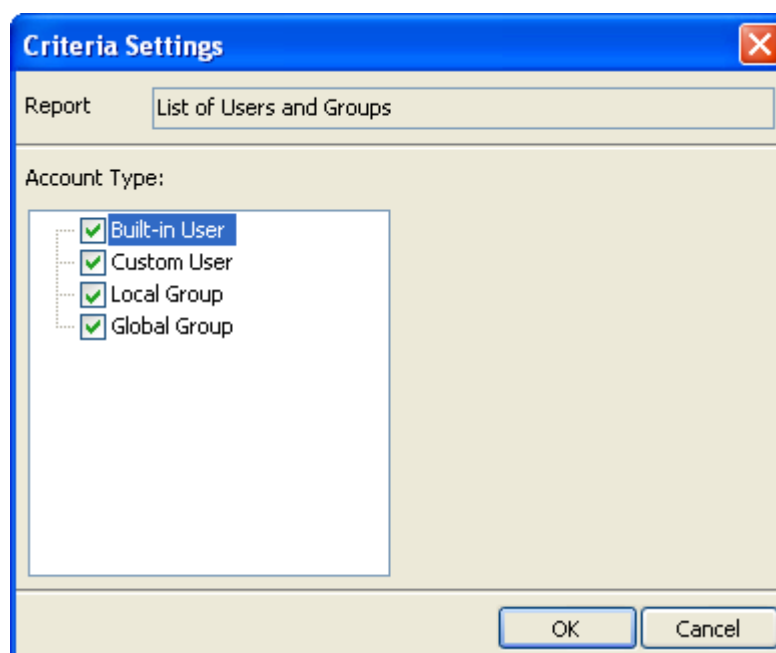 Criteria Settings
Report List of Users and Groups
Account Type:
Built-in User
Custom User
Local Group
Global Group
OK Cancel